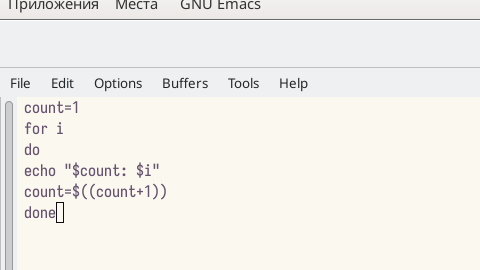 Приложения Места GNU Emacs
File Edit Options Buffers Tools Help
count=1
for i
do
echo "$count: $i"
count=$((count+1))
done